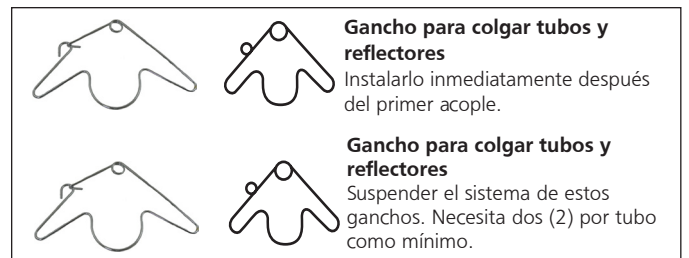 Gancho para colgar tubos y
reflectores
Instalarlo inmediatamente después
del primer acople.
Gancho para colgar tubos y
reflectores
Suspender el sistema de estos
ganchos. Necesita dos (2) por tubo
como mínimo.